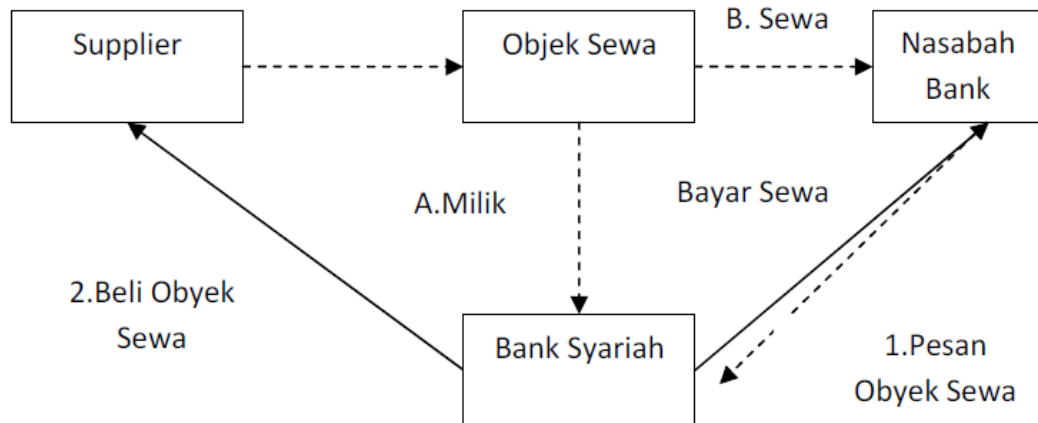 Supplier
Objek Sewa
B. Sewa
Nasabah
Bank
A.Milik
Bayar Sewa
2.Beli Obyek
Sewa
Bank Syariah
1.Pesan
Obyek Sewa